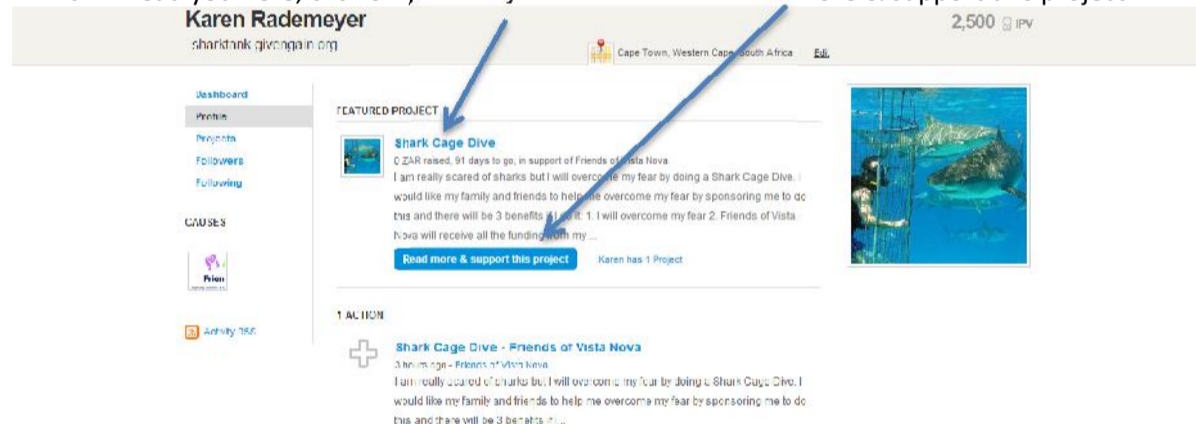 Karen Rademeyer
2,500 IPV
sharktank.givengain.org
Cape Town, Western Cape, South Africa
Dashboard
Profile
Projects
Followers
Following
CAUSES
Frien
Activity RSS
FEATURED PROJECT
Shark Cage Dive
0 ZAR raised, 91 days to go, in support of Friends of Vista Nova
I am really scared of sharks but I will overcome my fear by doing a Shark Cage Dive. I
would like my family and friends to help me overcome my fear by sponsoring me to do
this and there will be 3 benefits if I do it: 1. I will overcome my fear 2. Friends of Vista
Nova will receive all the funding from my ...
Read more & support this project
Karen has 1 Project
1 ACTION
Shark Cage Dive - Friends of Vista Nova
3 hours ago - Friends of Vista Nova
I am really scared of sharks but I will overcome my fear by doing a Shark Cage Dive. I
would like my family and friends to help me overcome my fear by sponsoring me to do
this and there will be 3 benefits if I ...